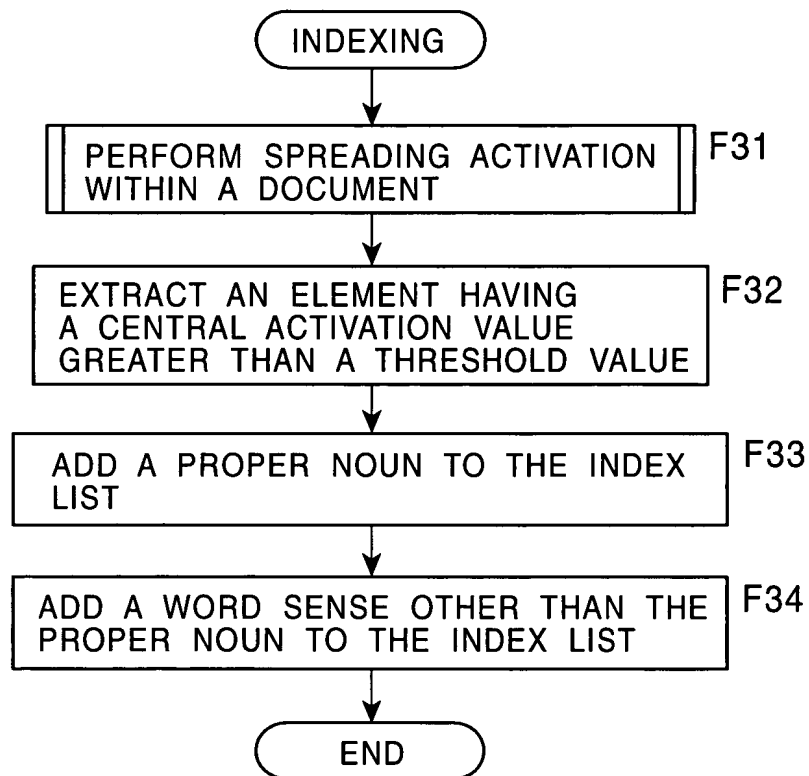 INDEXING
PERFORM SPREADING ACTIVATION
WITHIN A DOCUMENT
F31
EXTRACT AN ELEMENT HAVING
A CENTRAL ACTIVATION VALUE
GREATER THAN A THRESHOLD VALUE
F32
ADD A PROPER NOUN TO THE INDEX
LIST
F33
ADD A WORD SENSE OTHER THAN THE
PROPER NOUN TO THE INDEX LIST
F34
END